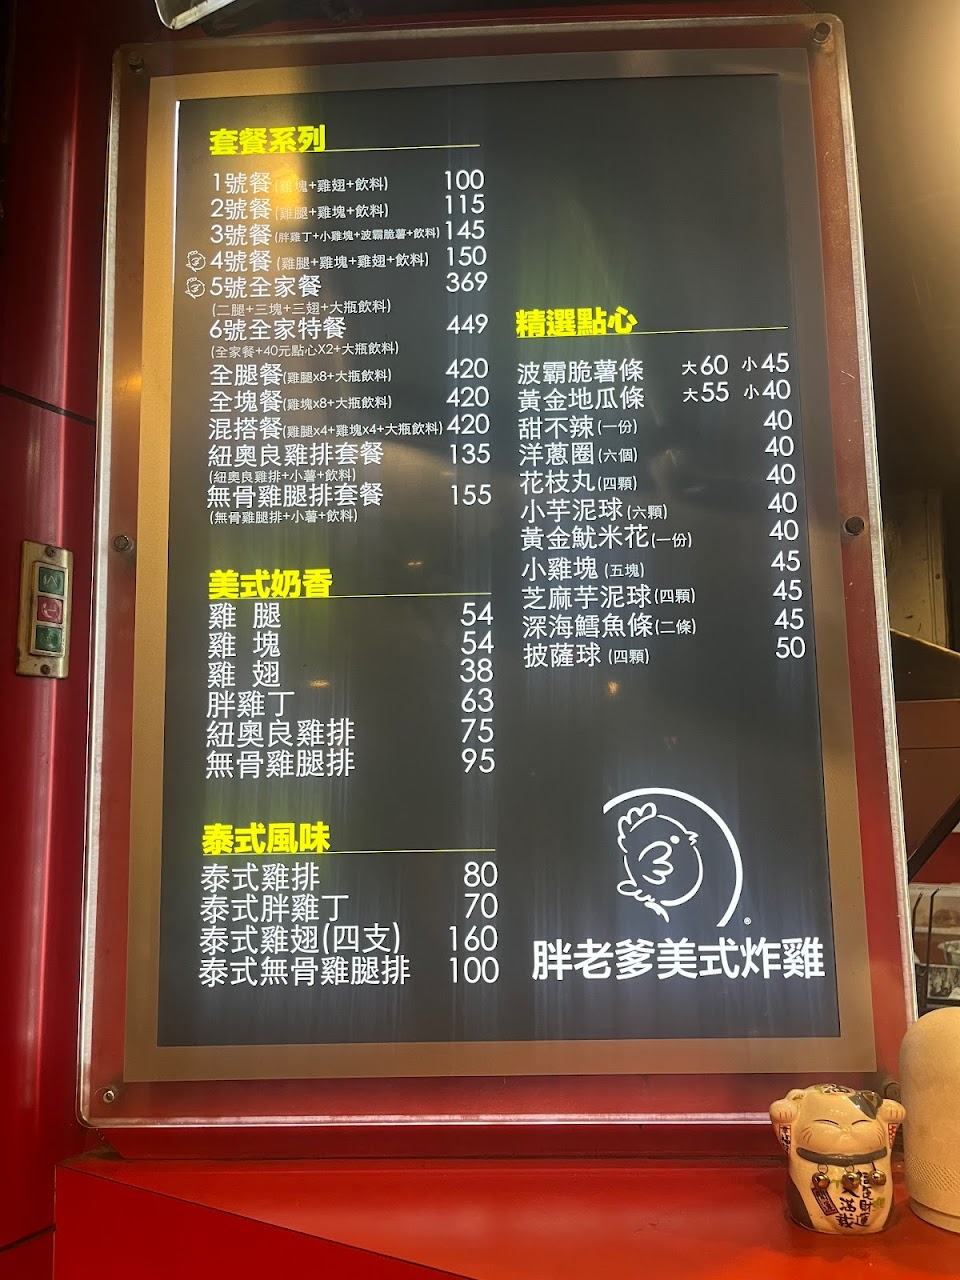 套餐系列
1號餐(雞塊+雞翅+飲料) 100
2號餐(雞腿+雞塊+飲料) 115
3號餐(胖雞丁+小雞塊+波霸脆薯+飲料) 145
4號餐(雞腿+雞塊+雞翅+飲料) 150
5號全家餐 369
(二腿+三塊+三翅+大瓶飲料)
6號全家特餐 449
(全家餐+40元點心X2+大瓶飲料)
全腿餐(雞腿x8+大瓶飲料) 420
全塊餐(雞塊x8+大瓶飲料) 420
混搭餐(雞腿x4+雞塊x4+大瓶飲料) 420
紐奧良雞排套餐 135
(紐奧良雞排+小薯+飲料)
無骨雞腿排套餐 155
(無骨雞腿排+小薯+飲料)
美式奶香
雞腿 54
雞塊 54
雞翅 38
胖雞丁 63
紐奧良雞排 75
無骨雞腿排 95
泰式風味
泰式雞排 80
泰式胖雞丁 70
泰式雞翅(四支) 160
泰式無骨雞腿排 100
精選點心
波霸脆薯條 大60 小45
黃金地瓜條 大55 小40
甜不辣(一份) 40
洋蔥圈(六個) 40
花枝丸(四顆) 40
小芋泥球(六顆) 40
黃金魷米花(一份) 40
小雞塊(五塊) 45
芝麻芋泥球(四顆) 45
深海鱈魚條(二條) 45
披薩球(四顆) 50
®
胖老爹美式炸雞